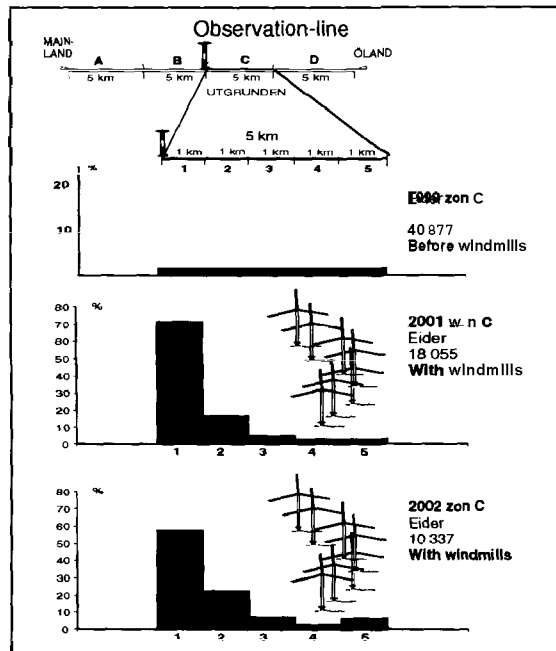 Observation-line
MAIN-
LAND
A B C D
ÖLAND
5 km 5 km 5 km 5 km
UTGRUNDEN
5 km
1 km 1 km 1 km 1 km 1 km
1 2 3 4 5
%
20
10
zon C
40 877
Before windmills
%
80
70
60
50
40
30
20
10
0
1 2 3 4 5
2001 C
Eider
18 055
With windmills
%
80
70
60
50
40
30
20
10
0
1 2 3 4 5
2002 zon C
Eider
10 337
With windmills